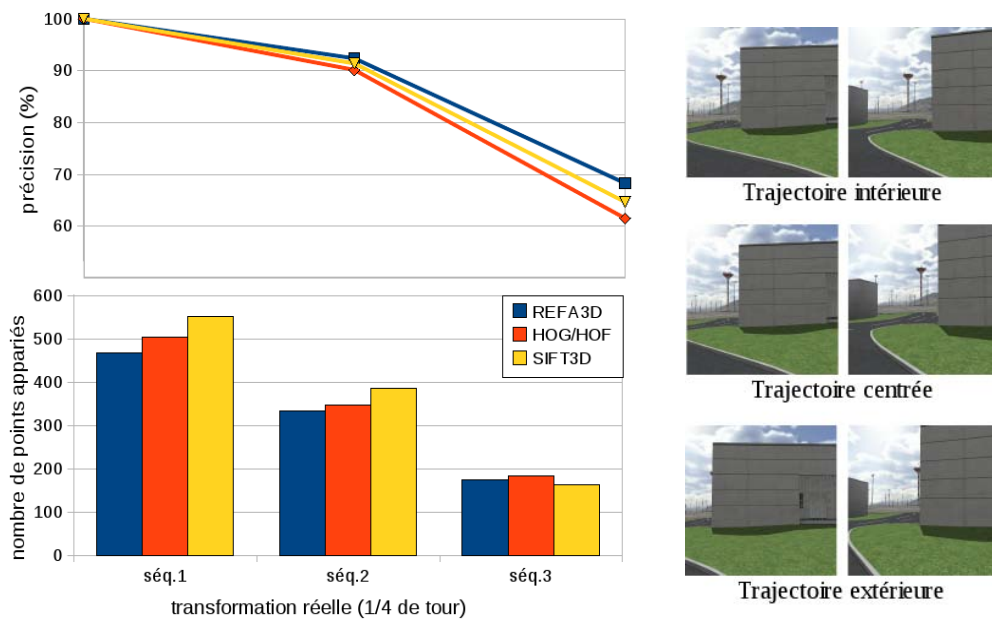 100
90
80
70
60
précision (%)
600
500
400
300
200
100
0
nombre de points appariés
REFA3D
HOG/HOF
SIFT3D
séq.1 séq.2 séq.3
transformation réelle (1/4 de tour)
Trajectoire intérieure
Trajectoire centrée
Trajectoire extérieure